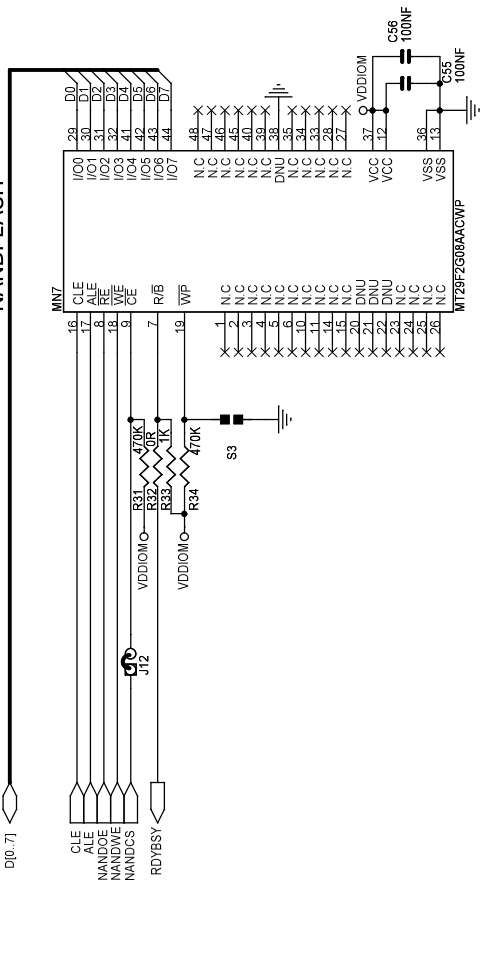 NANDFLASH
D[0..7]
CLE
ALE
NANDOE
NANDWE
NANDCS
RDYBSY
J12
VDDIOM
VDDIOM
R31 470K
R32 0R
R33 1K
R34 470K
S3
MN7
16 CLE
17 ALE
8 RE
18 WE
9 CE
7 R/B
19 WP
1 N.C
2 N.C
3 N.C
4 N.C
5 N.C
6 N.C
10 N.C
11 N.C
14 N.C
15 N.C
20 DNU
21 DNU
22 DNU
23 N.C
24 N.C
25 N.C
26 N.C
I/O0 29 D0
I/O1 30 D1
I/O2 31 D2
I/O3 32 D3
I/O4 41 D4
I/O5 42 D5
I/O6 43 D6
I/O7 44 D7
N.C 48
N.C 47
N.C 46
N.C 45
N.C 40
N.C 39
DNU 38
N.C 35
N.C 34
N.C 33
N.C 28
N.C 27
VCC 37
VCC 12
VSS 36
VSS 13
MT29F2G08AACWP
VDDIOM
C56
100NF
C55
100NF